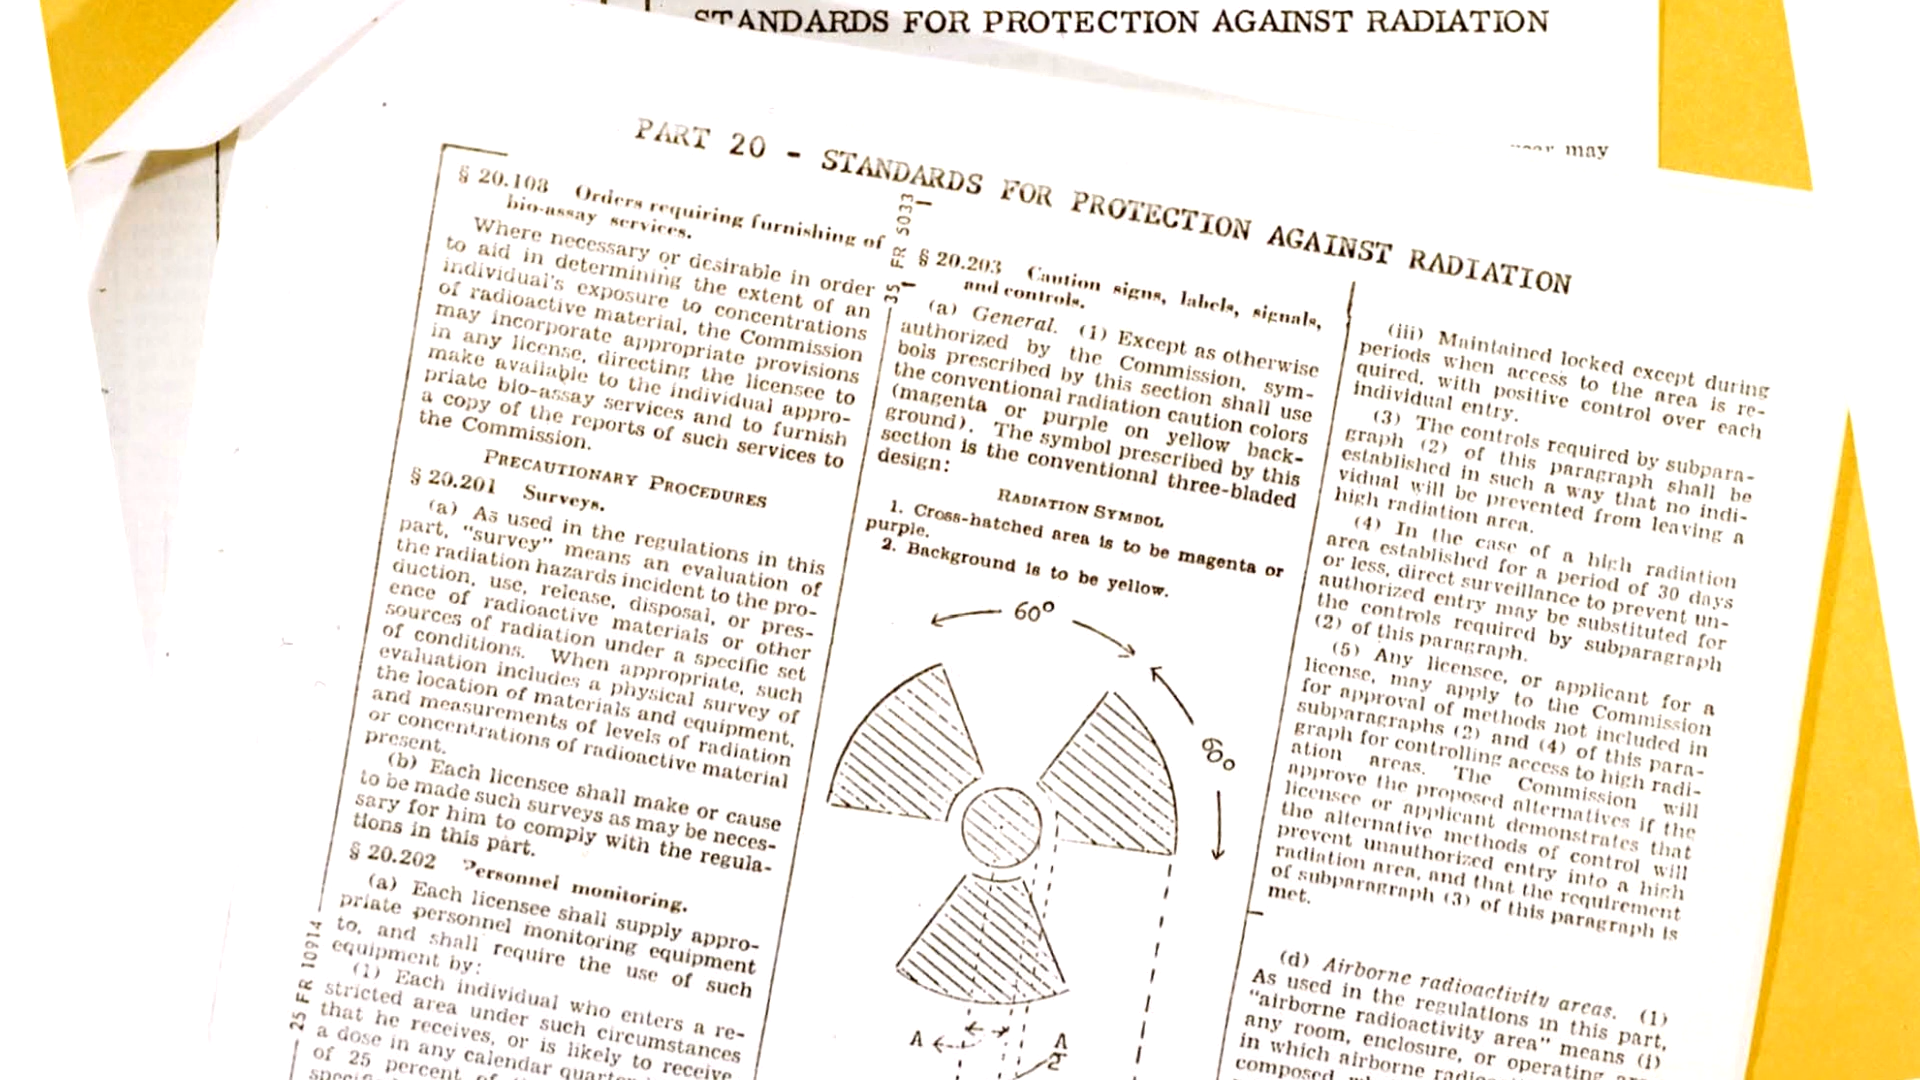 STANDARDS FOR PROTECTION AGAINST RADIATION
may
PART 20 - STANDARDS FOR PROTECTION AGAINST RADIATION
§ 20.108 Orders requiring furnishing of
bio-assay services.
Where necessary or desirable in order
to aid in determining the extent of an
individual's exposure to concentrations
of radioactive material, the Commission
may incorporate appropriate provisions
in any license, directing the licensee to
make available to the individual appro-
priate bio-assay services and to furnish
a copy of the reports of such services to
the Commission.
PRECAUTIONARY PROCEDURES
§ 20.201 Surveys.
(a) As used in the regulations in this
part, "survey" means an evaluation of
the radiation hazards incident to the pro-
duction, use, release, disposal, or pres-
ence of radioactive materials or other
sources of radiation under a specific set
of conditions. When appropriate, such
evaluation includes a physical survey of
the location of materials and equipment,
and measurements of levels of radiation
or concentrations of radioactive material
present.
(b) Each licensee shall make or cause
to be made such surveys as may be neces-
sary for him to comply with the regula-
tions in this part.
§ 20.202 Personnel monitoring.
(a) Each licensee shall supply appro-
priate personnel monitoring equipment
to, and shall require the use of such
equipment by:
(1) Each individual who enters a re-
stricted area under such circumstances
that he receives, or is likely to receive
a dose in any calendar quarter
of 25 percent of
25 FR 10914
35 FR 5033
§ 20.203 Caution signs, labels, signals,
and controls.
(a) General. (1) Except as otherwise
authorized by the Commission, sym-
bols prescribed by this section shall use
the conventional radiation caution colors
(magenta or purple on yellow back-
ground). The symbol prescribed by this
section is the conventional three-bladed
design:
RADIATION SYMBOL
1. Cross-hatched area is to be magenta or
purple.
2. Background is to be yellow.
60°
60°
A
A
2
(iii) Maintained locked except during
periods when access to the area is re-
quired, with positive control over each
individual entry.
(3) The controls required by subpara-
graph (2) of this paragraph shall be
established in such a way that no indi-
vidual will be prevented from leaving a
high radiation area.
(4) In the case of a high radiation
area established for a period of 30 days
or less, direct surveillance to prevent un-
authorized entry may be substituted for
the controls required by subparagraph
(2) of this paragraph.
(5) Any licensee, or applicant for a
license, may apply to the Commission
for approval of methods not included in
subparagraphs (2) and (4) of this para-
graph for controlling access to high radi-
ation areas. The Commission will
approve the proposed alternatives if the
licensee or applicant demonstrates that
the alternative methods of control will
prevent unauthorized entry into a high
radiation area, and that the requirement
of subparagraph (3) of this paragraph is
met.
(d) Airborne radioactivity areas. (1)
As used in the regulations in this part,
"airborne radioactivity area" means (i)
any room, enclosure, or operating
in which airborne
composed